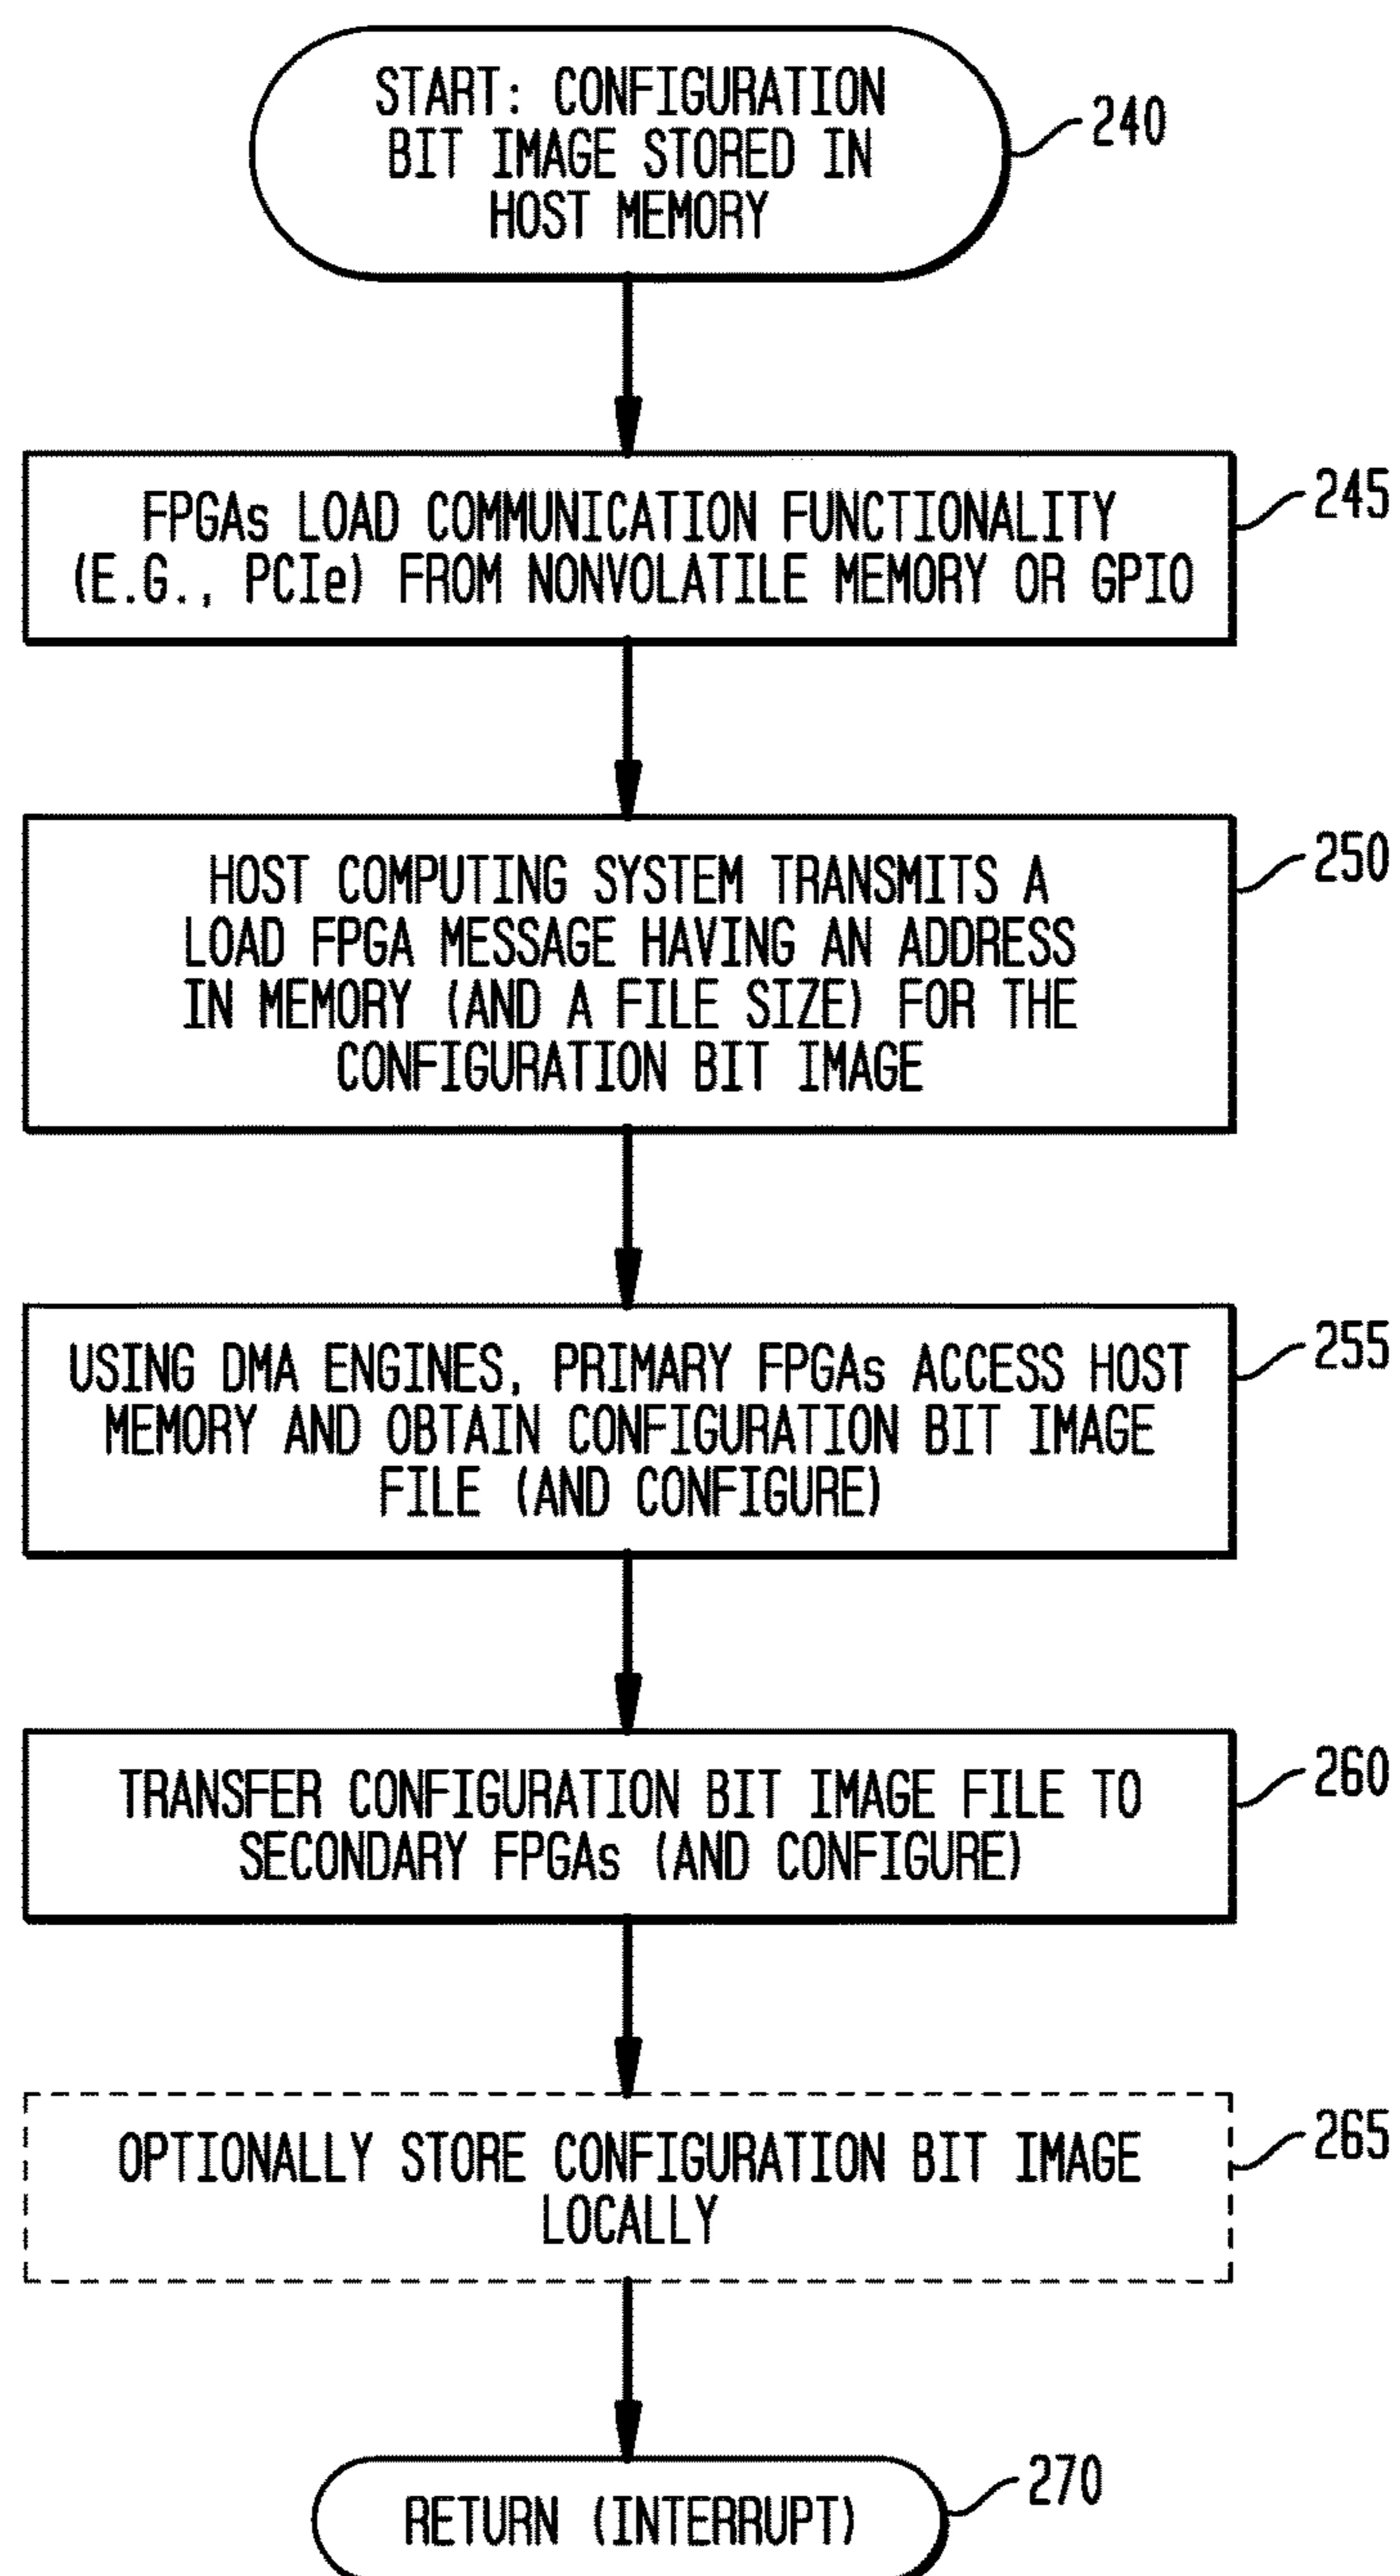 START: CONFIGURATION
BIT IMAGE STORED IN
HOST MEMORY
240
FPGAs LOAD COMMUNICATION FUNCTIONALITY
(E.G., PCIe) FROM NONVOLATILE MEMORY OR GPIO
245
HOST COMPUTING SYSTEM TRANSMITS A
LOAD FPGA MESSAGE HAVING AN ADDRESS
IN MEMORY (AND A FILE SIZE) FOR THE
CONFIGURATION BIT IMAGE
250
USING DMA ENGINES, PRIMARY FPGAs ACCESS HOST
MEMORY AND OBTAIN CONFIGURATION BIT IMAGE
FILE (AND CONFIGURE)
255
TRANSFER CONFIGURATION BIT IMAGE FILE TO
SECONDARY FPGAs (AND CONFIGURE)
260
OPTIONALLY STORE CONFIGURATION BIT IMAGE
LOCALLY
265
RETURN (INTERRUPT)
270